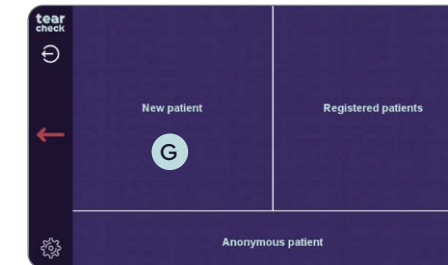 tear
check
New patient
Registered patients
G
Anonymous patient